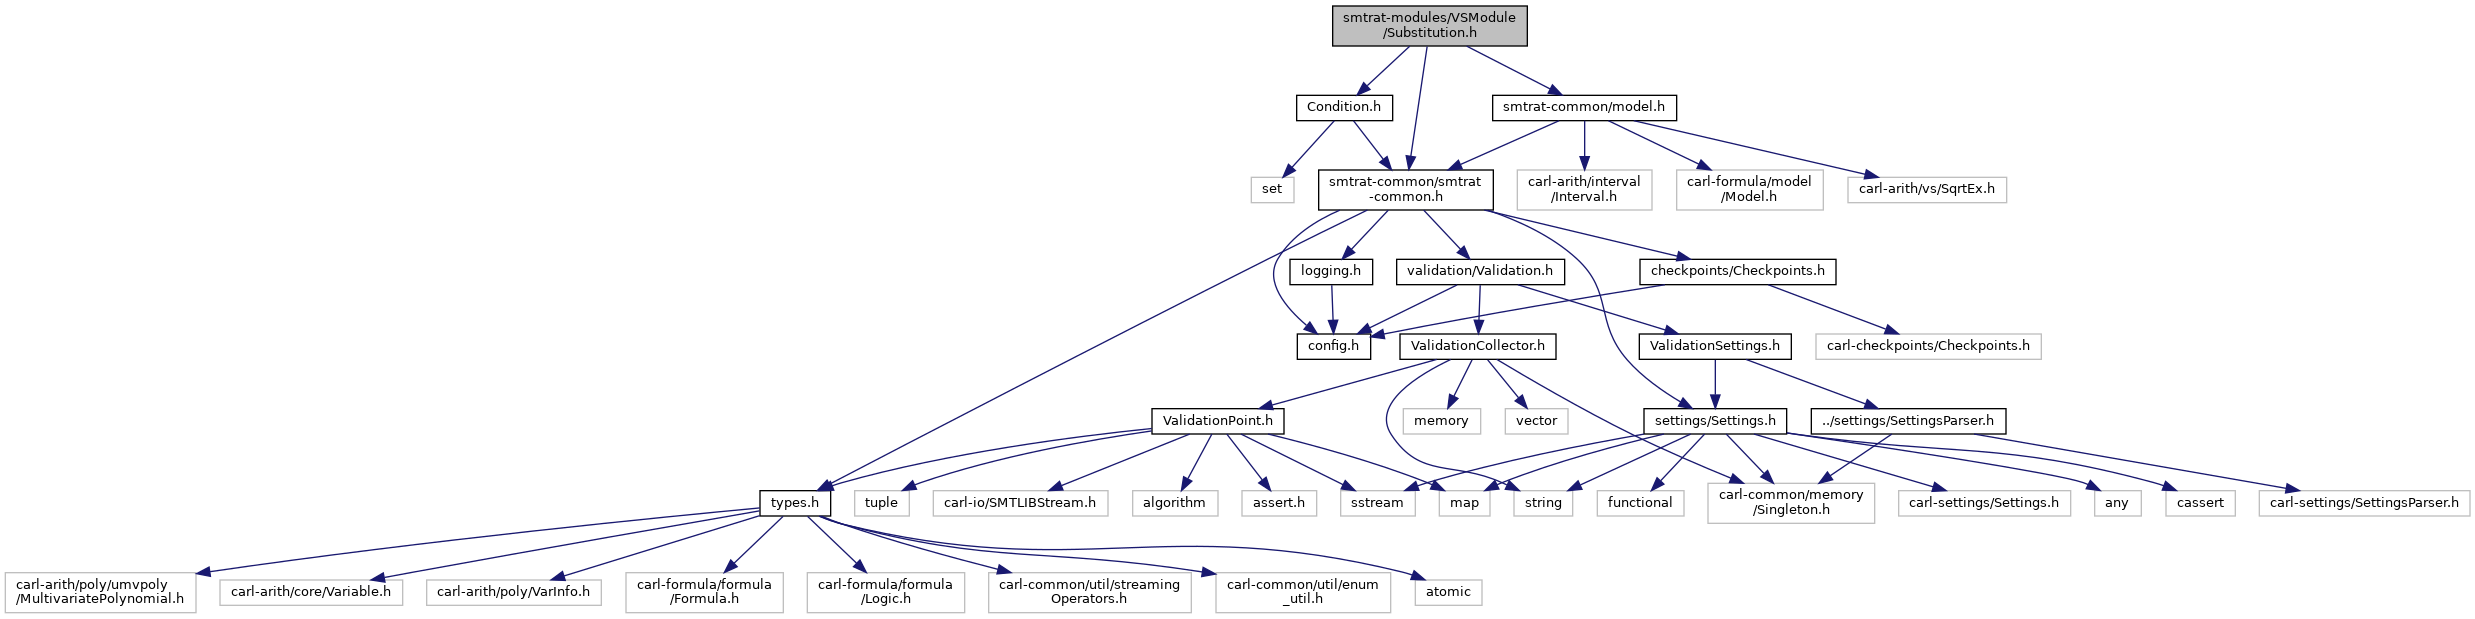 smtrat-modules/VSModule
/Substitution.h
Condition.h
smtrat-common/model.h
set
smtrat-common/smtrat
-common.h
carl-arith/interval
/Interval.h
carl-formula/model
/Model.h
carl-arith/vs/SqrtEx.h
logging.h
validation/Validation.h
checkpoints/Checkpoints.h
config.h
ValidationCollector.h
ValidationSettings.h
carl-checkpoints/Checkpoints.h
ValidationPoint.h
memory
vector
settings/Settings.h
../settings/SettingsParser.h
types.h
tuple
carl-io/SMTLIBStream.h
algorithm
assert.h
sstream
map
string
functional
carl-common/memory
/Singleton.h
carl-settings/Settings.h
any
cassert
carl-settings/SettingsParser.h
carl-arith/poly/umvpoly
/MultivariatePolynomial.h
carl-arith/core/Variable.h
carl-arith/poly/VarInfo.h
carl-formula/formula
/Formula.h
carl-formula/formula
/Logic.h
carl-common/util/streaming
Operators.h
carl-common/util/enum
_util.h
atomic